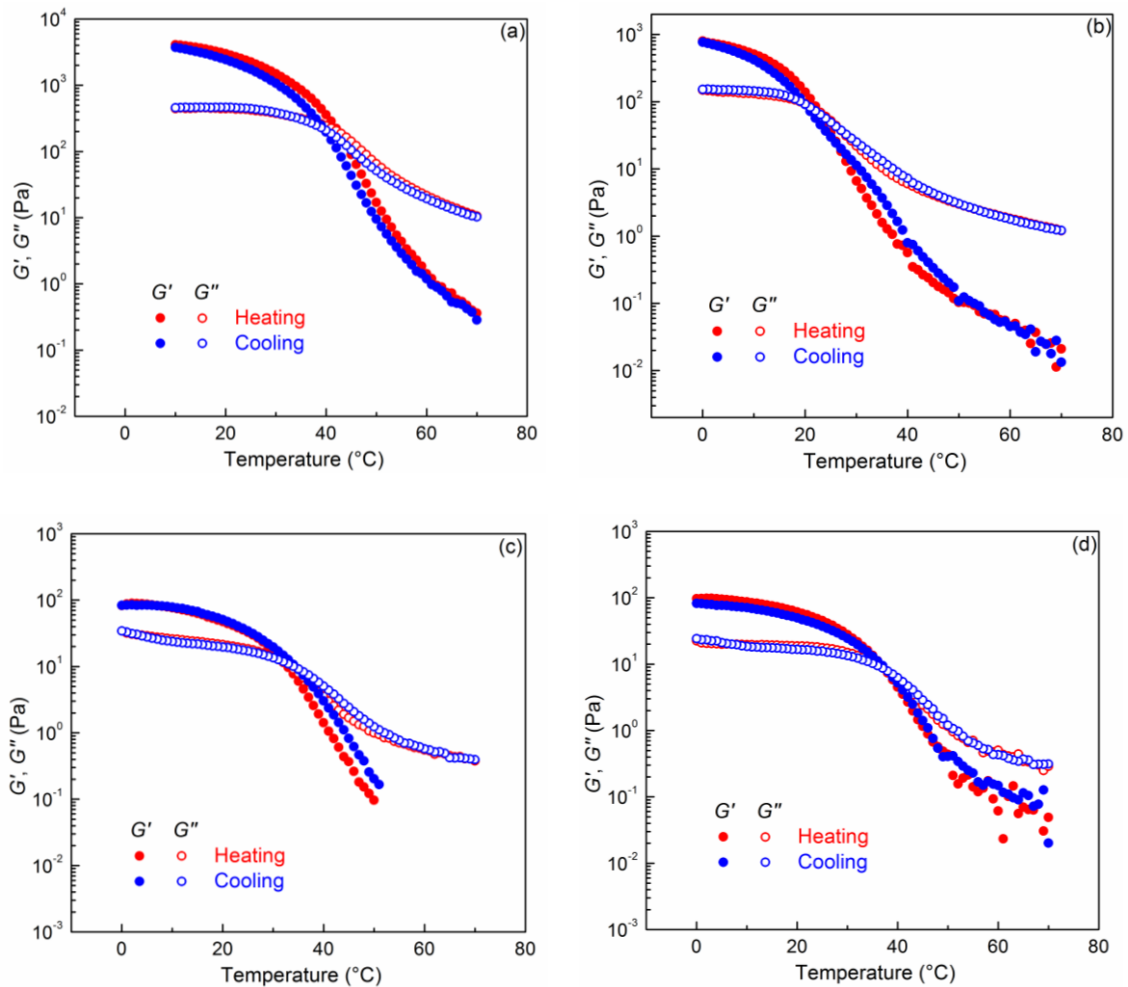 (a)
10⁴
10³
10²
10¹
10⁰
10⁻¹
10⁻²
G', G" (Pa)
G' G"
Heating
Cooling
0 20 40 60 80
Temperature (°C)
(b)
10³
10²
10¹
10⁰
10⁻¹
10⁻²
G', G" (Pa)
G' G"
Heating
Cooling
0 20 40 60 80
Temperature (°C)
(c)
10³
10²
10¹
10⁰
10⁻¹
10⁻²
10⁻³
G', G" (Pa)
G' G"
Heating
Cooling
0 20 40 60 80
Temperature (°C)
(d)
10³
10²
10¹
10⁰
10⁻¹
10⁻²
10⁻³
G', G" (Pa)
G' G"
Heating
Cooling
0 20 40 60 80
Temperature (°C)